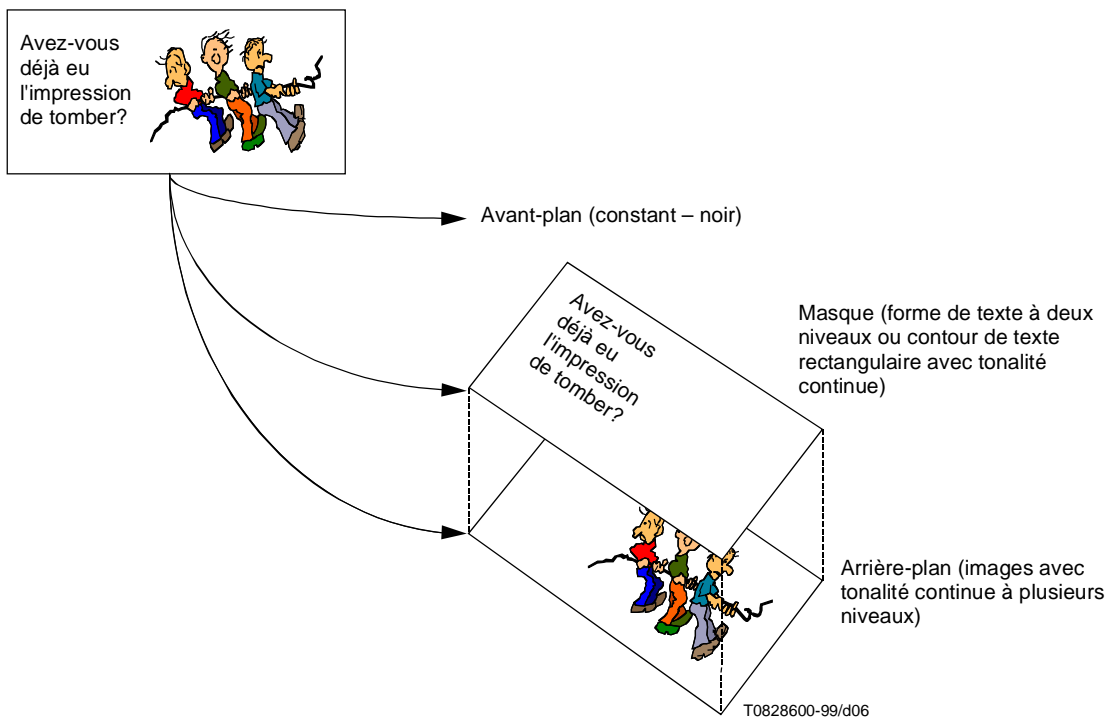 Avez-vous
déjà eu
l'impression
de tomber?
Avant-plan (constant – noir)
Avez-vous
déjà eu
l'impression
de tomber?
Masque (forme de texte à deux
niveaux ou contour de texte
rectangulaire avec tonalité
continue)
Arrière-plan (images avec
tonalité continue à plusieurs
niveaux)
T0828600-99/d06